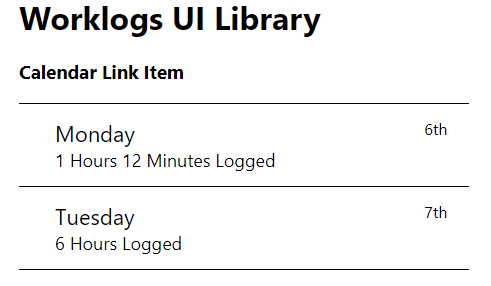 Worklogs UI Library
Calendar Link Item
Monday 6th
1 Hours 12 Minutes Logged
Tuesday 7th
6 Hours Logged